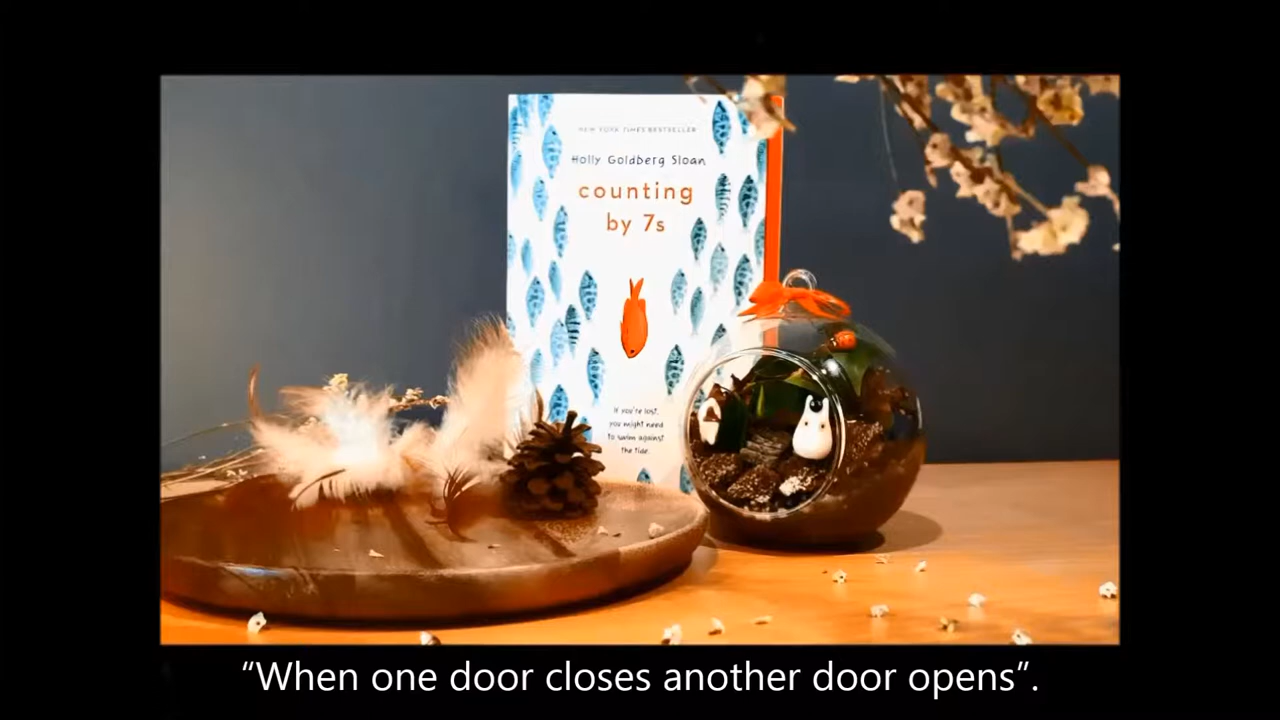 NEW YORK TIMES BESTSELLER
Holly Goldberg Sloan
counting
by 7s
If you're lost,
you might need
to swim against
the tide.
“When one door closes another door opens”.